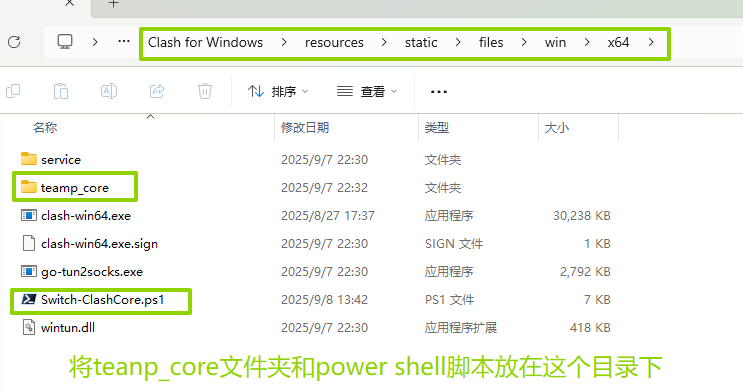 Clash for Windows > resources > static > files > win > x64 >
排序 查看 •••
名称 修改日期 类型 大小
service 2025/9/7 22:30 文件夹
teamp_core 2025/9/7 22:32 文件夹
clash-win64.exe 2025/8/27 17:37 应用程序 30,238 KB
clash-win64.exe.sign 2025/9/7 22:30 SIGN 文件 1 KB
go-tun2socks.exe 2025/9/7 22:30 应用程序 2,792 KB
Switch-ClashCore.ps1 2025/9/8 13:42 PS1 文件 7 KB
wintun.dll 2025/9/7 22:30 应用程序扩展 418 KB
将teanp_core文件夹和power shell脚本放在这个目录下